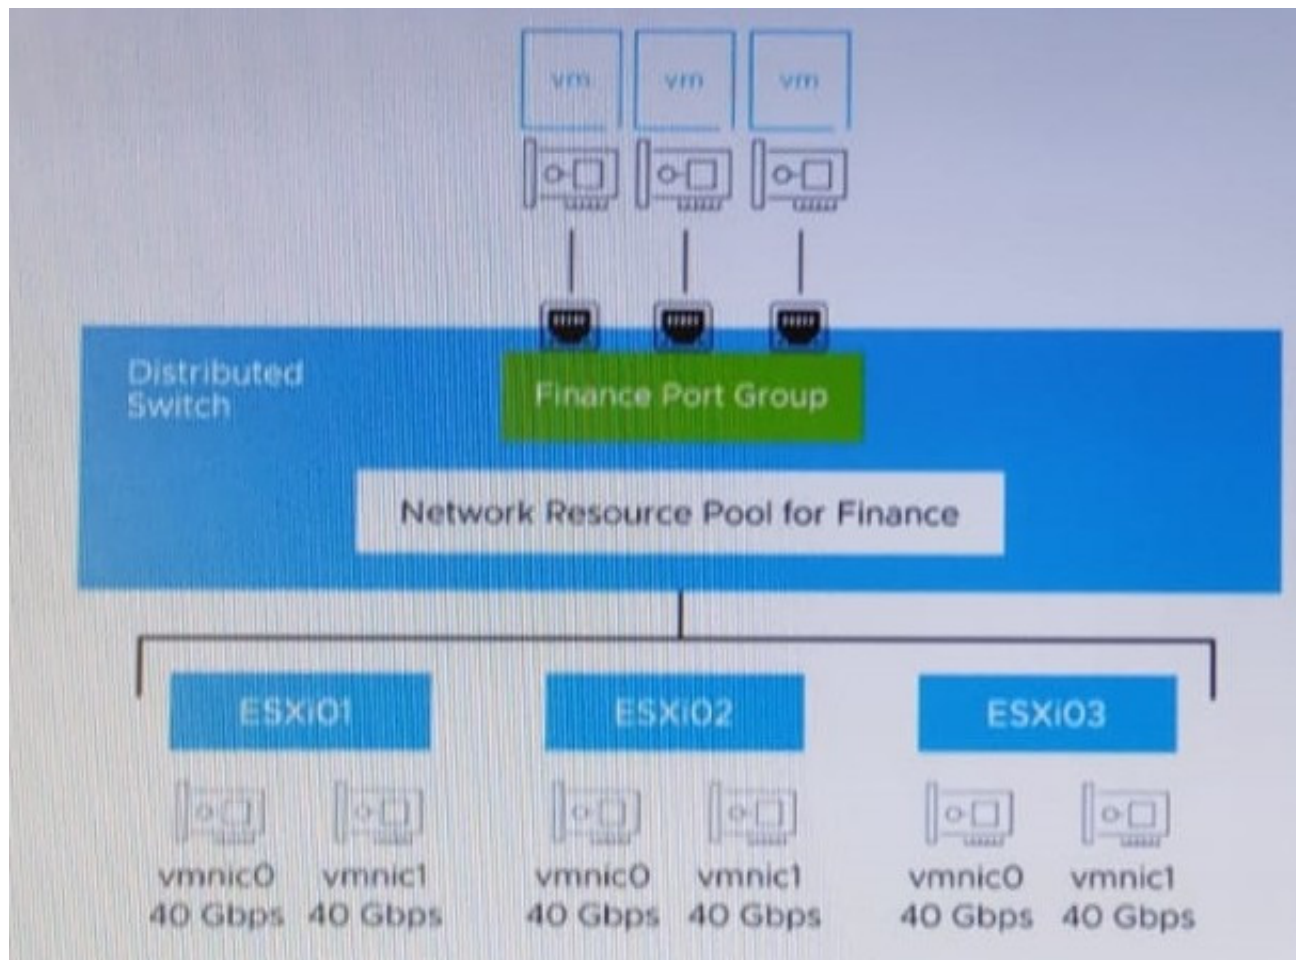 vm vm vm
Distributed
Switch
Finance Port Group
Network Resource Pool for Finance
ESXi01 ESXi02 ESXi03
vmnic0 vmnic1 vmnic0 vmnic1 vmnic0 vmnic1
40 Gbps 40 Gbps 40 Gbps 40 Gbps 40 Gbps 40 Gbps